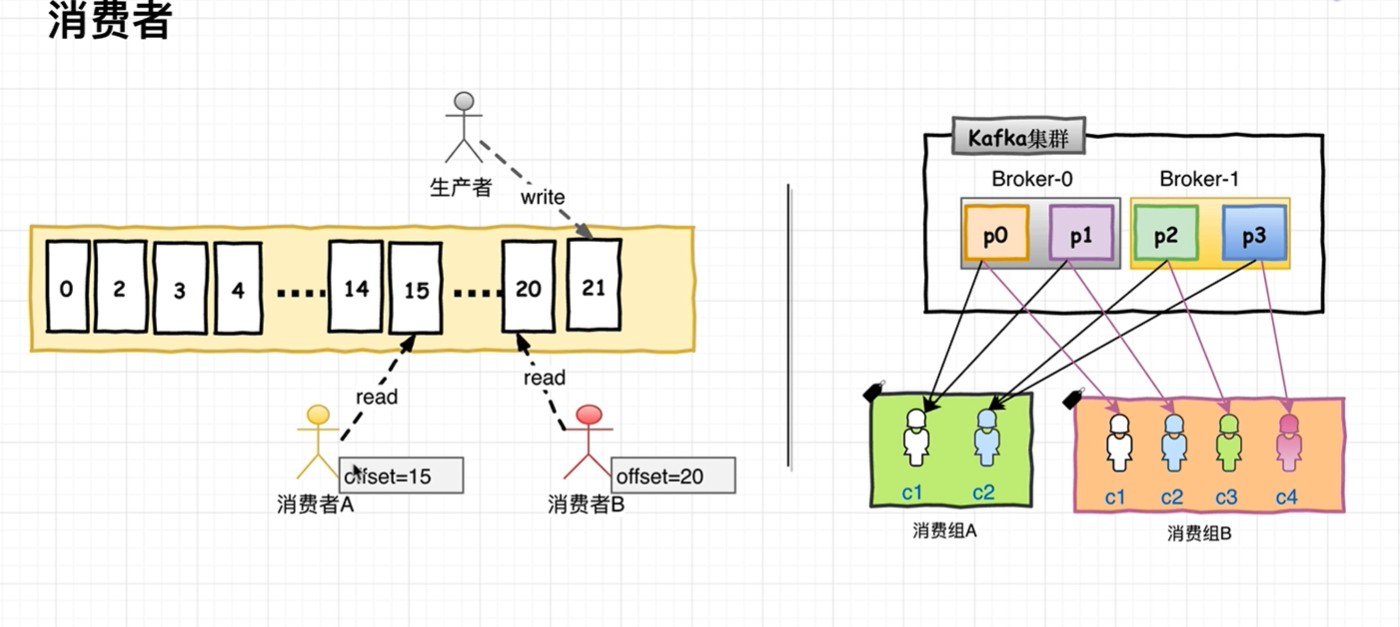 消费者
生产者
write
0 2 3 4 ····· 14 15 ····· 20 21
read
read
offset=15
offset=20
消费者A
消费者B
Kafka集群
Broker-0
Broker-1
p0 p1 p2 p3
c1 c2
消费组A
c1 c2 c3 c4
消费组B